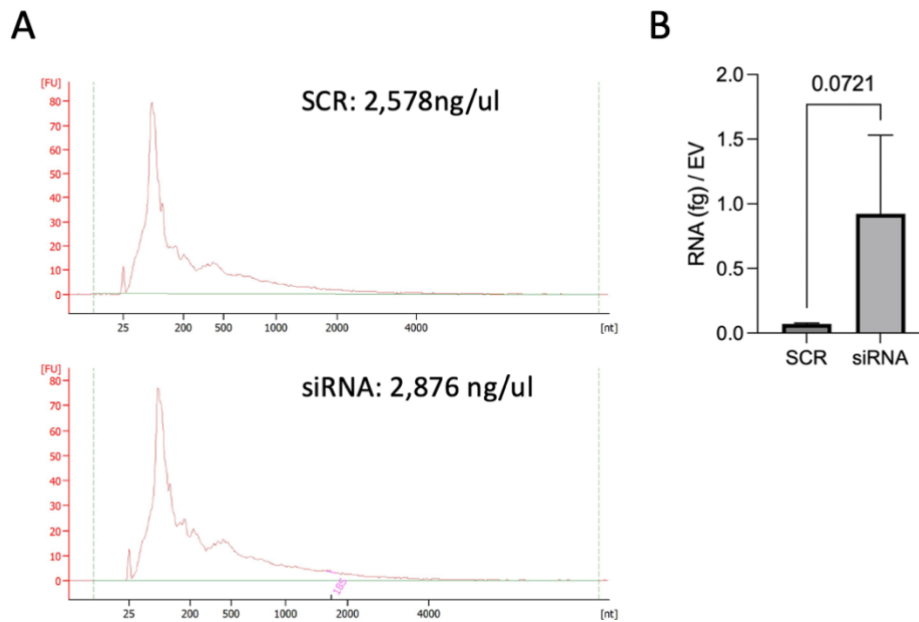 A
[FU]
SCR: 2,578ng/ul
80
70
60
50
40
30
20
10
0
25 200 500 1000 2000 4000 [nt]
[FU]
siRNA: 2,876 ng/ul
80
70
60
50
40
30
20
10
0
18S
25 200 500 1000 2000 4000 [nt]
B
0.0721
RNA (fg) / EV
2.0
1.5
1.0
0.5
0.0
SCR siRNA